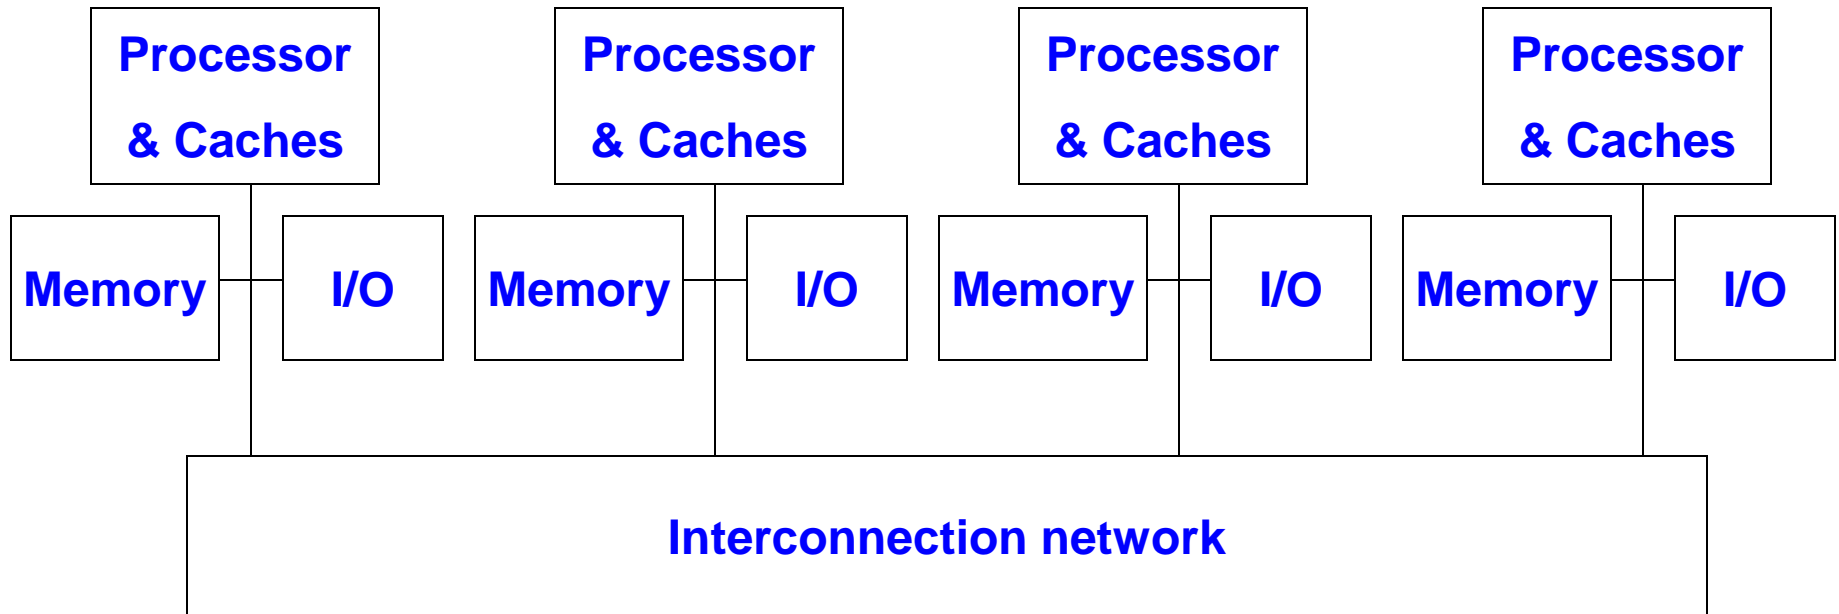 Processor
& Caches
Processor
& Caches
Processor
& Caches
Processor
& Caches
Memory
I/O
Memory
I/O
Memory
I/O
Memory
I/O
Interconnection network